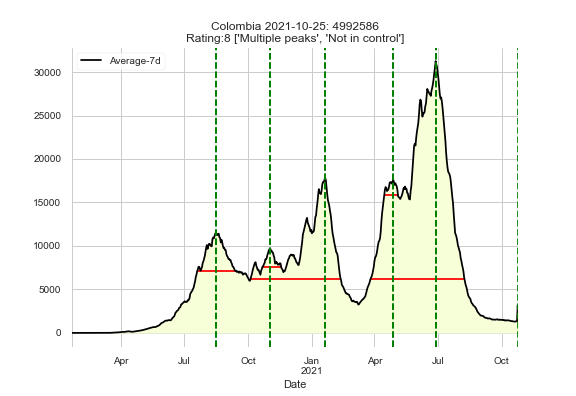 Colombia 2021-10-25: 4992586
Rating:8 ['Multiple peaks', 'Not in control']
Average-7d
30000
25000
20000
15000
10000
5000
0
Apr Jul Oct Jan Apr Jul Oct
2021
Date